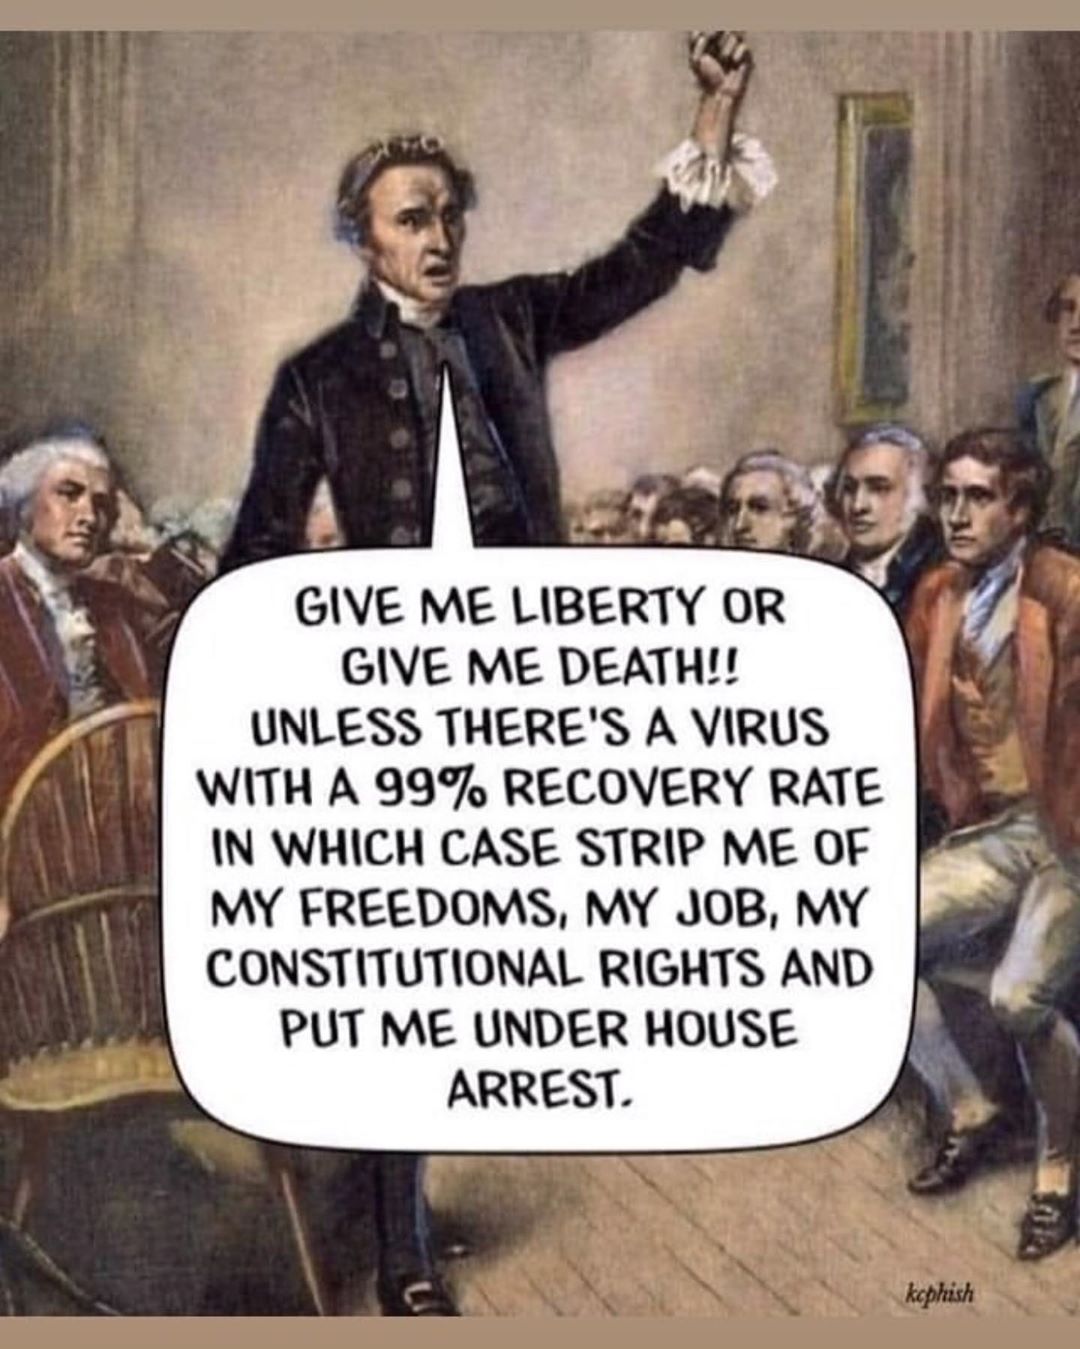 GIVE ME LIBERTY OR
GIVE ME DEATH!!
UNLESS THERE'S A VIRUS
WITH A 99% RECOVERY RATE
IN WHICH CASE STRIP ME OF
MY FREEDOMS, MY JOB, MY
CONSTITUTIONAL RIGHTS AND
PUT ME UNDER HOUSE
ARREST.
kcphish